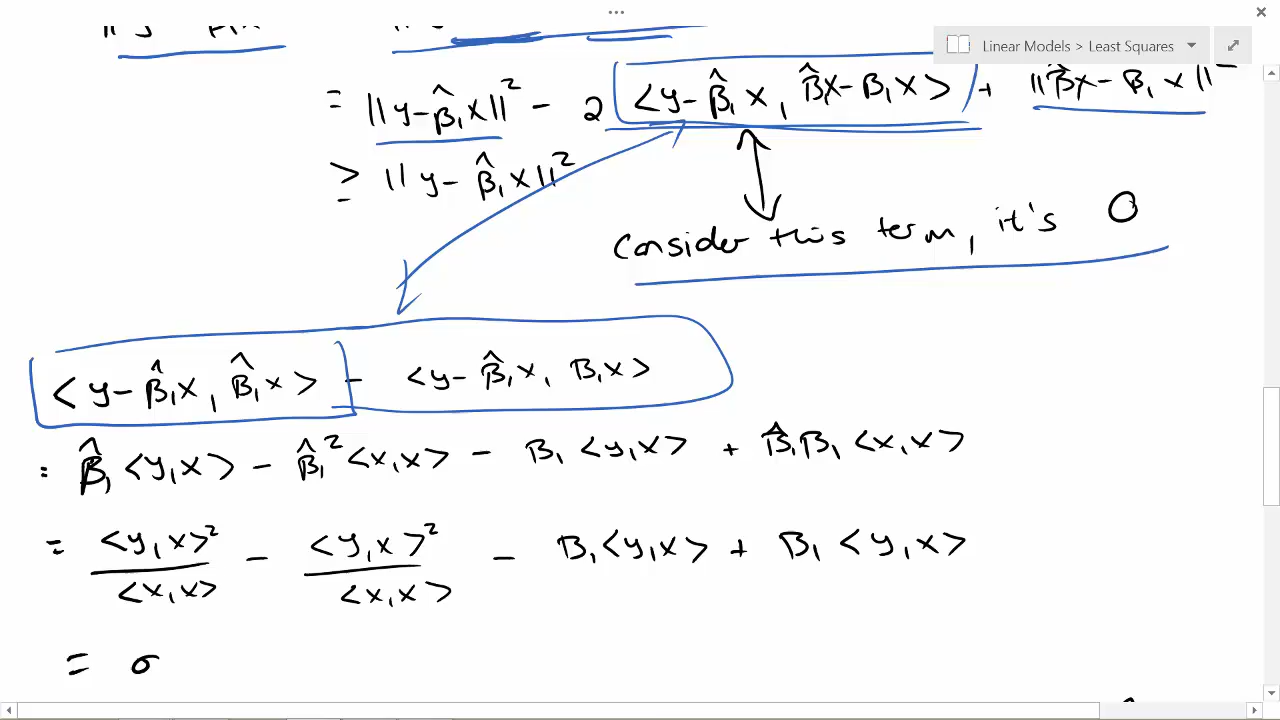 Linear Models > Least Squares
= ||y-β̂₁x||² - 2 <y-β̂₁x, β̂x-β₁x> + ||β̂x-β₁x||²
≥ ||y-β̂₁x||²
Consider this term, it's 0
<y-β̂₁x, β̂₁x> - <y-β̂₁x, β₁x>
= β̂₁<y,x> - β̂₁²<x,x> - β₁<y,x> + β̂₁β₁<x,x>
= <y,x>²/<x,x> - <y,x>²/<x,x> - β₁<y,x> + β₁<y,x>
= 0